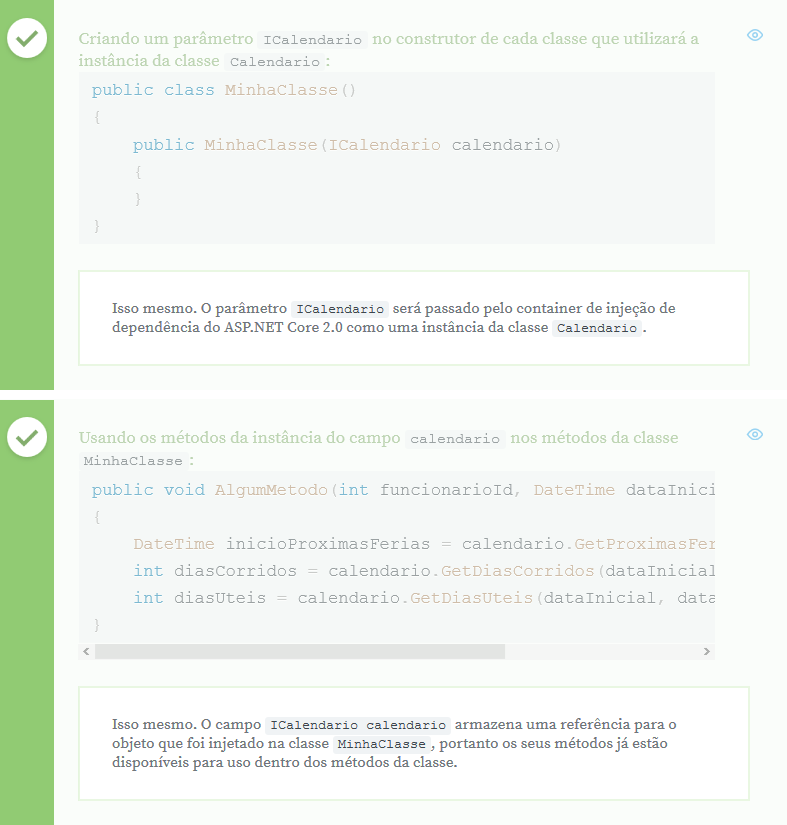 Criando um parâmetro ICalendario no construtor de cada classe que utilizará a
instância da classe Calendario :
public class MinhaClasse()
{
    public MinhaClasse(ICalendario calendario)
    {
    }
}
Isso mesmo. O parâmetro ICalendario será passado pelo container de injeção de
dependência do ASP.NET Core 2.0 como uma instância da classe Calendario .
Usando os métodos da instância do campo calendario nos métodos da classe
MinhaClasse :
public void AlgumMetodo(int funcionarioId, DateTime dataInici
{
    DateTime inicioProximasFerias = calendario.GetProximasFer
    int diasCorridos = calendario.GetDiasCorridos(dataInicial
    int diasUteis = calendario.GetDiasUteis(dataInicial, data
}
Isso mesmo. O campo ICalendario calendario armazena uma referência para o
objeto que foi injetado na classe MinhaClasse , portanto os seus métodos já estão
disponíveis para uso dentro dos métodos da classe.